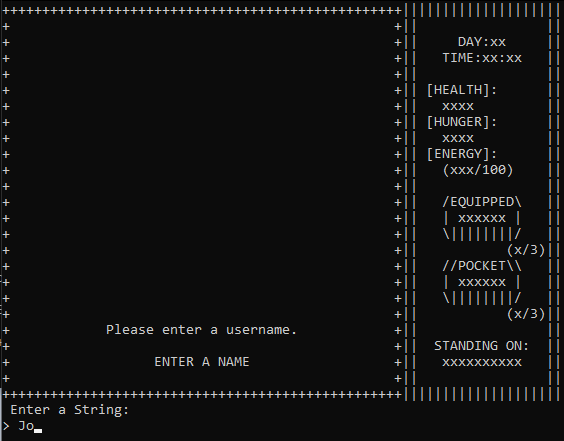 DAY:xx
TIME:xx:xx
[HEALTH]:
xxxx
[HUNGER]:
xxxx
[ENERGY]:
(xxx/100)
/EQUIPPED\
| xxxxxx |
\||||||||/
(x/3)
//POCKET\\
| xxxxxx |
\||||||||/
(x/3)
STANDING ON:
xxxxxxxxxx
Please enter a username.
ENTER A NAME
Enter a String:
> Jo